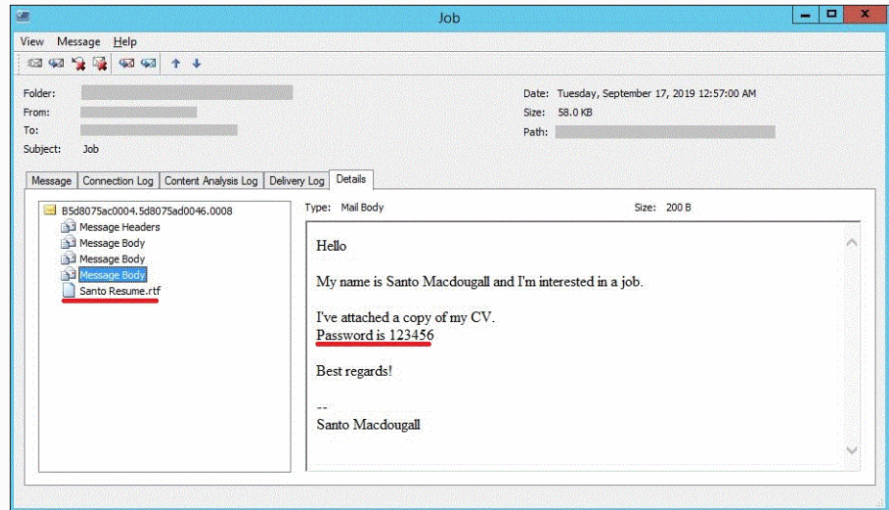 Job
View Message Help
Folder:
Date: Tuesday, September 17, 2019 12:57:00 AM
From:
Size: 58.0 KB
To:
Path:
Subject: Job
Message Connection Log Content Analysis Log Delivery Log Details
B5d8075ac0004.5d8075ad0046.0008
Message Headers
Message Body
Message Body
Message Body
Santo Resume.rtf
Type: Mail Body Size: 200 B
Hello
My name is Santo Macdougall and I'm interested in a job.
I've attached a copy of my CV.
Password is 123456
Best regards!
--
Santo Macdougall